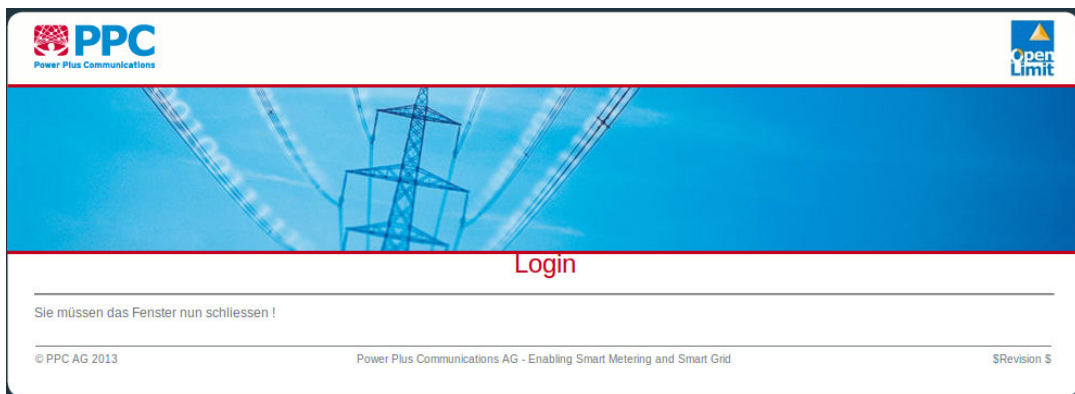 PPC
Power Plus Communications
Open
Limit
Login
Sie müssen das Fenster nun schliessen !
© PPC AG 2013
Power Plus Communications AG - Enabling Smart Metering and Smart Grid
$Revision $